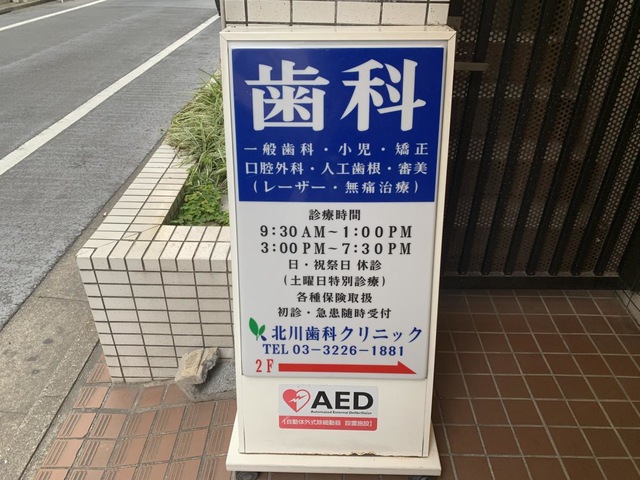 歯科
一般歯科・小児・矯正
口腔外科・人工歯根・審美
(レーザー・無痛治療)
診療時間
9:30AM～1:00PM
3:00PM～7:30PM
日・祝祭日 休診
(土曜日特別診療)
各種保険取扱
初診・急患随時受付
北川歯科クリニック
TEL 03-3226-1881
2F
AED
Automated External Defibrillator
【自動体外式除細動器 設置施設】